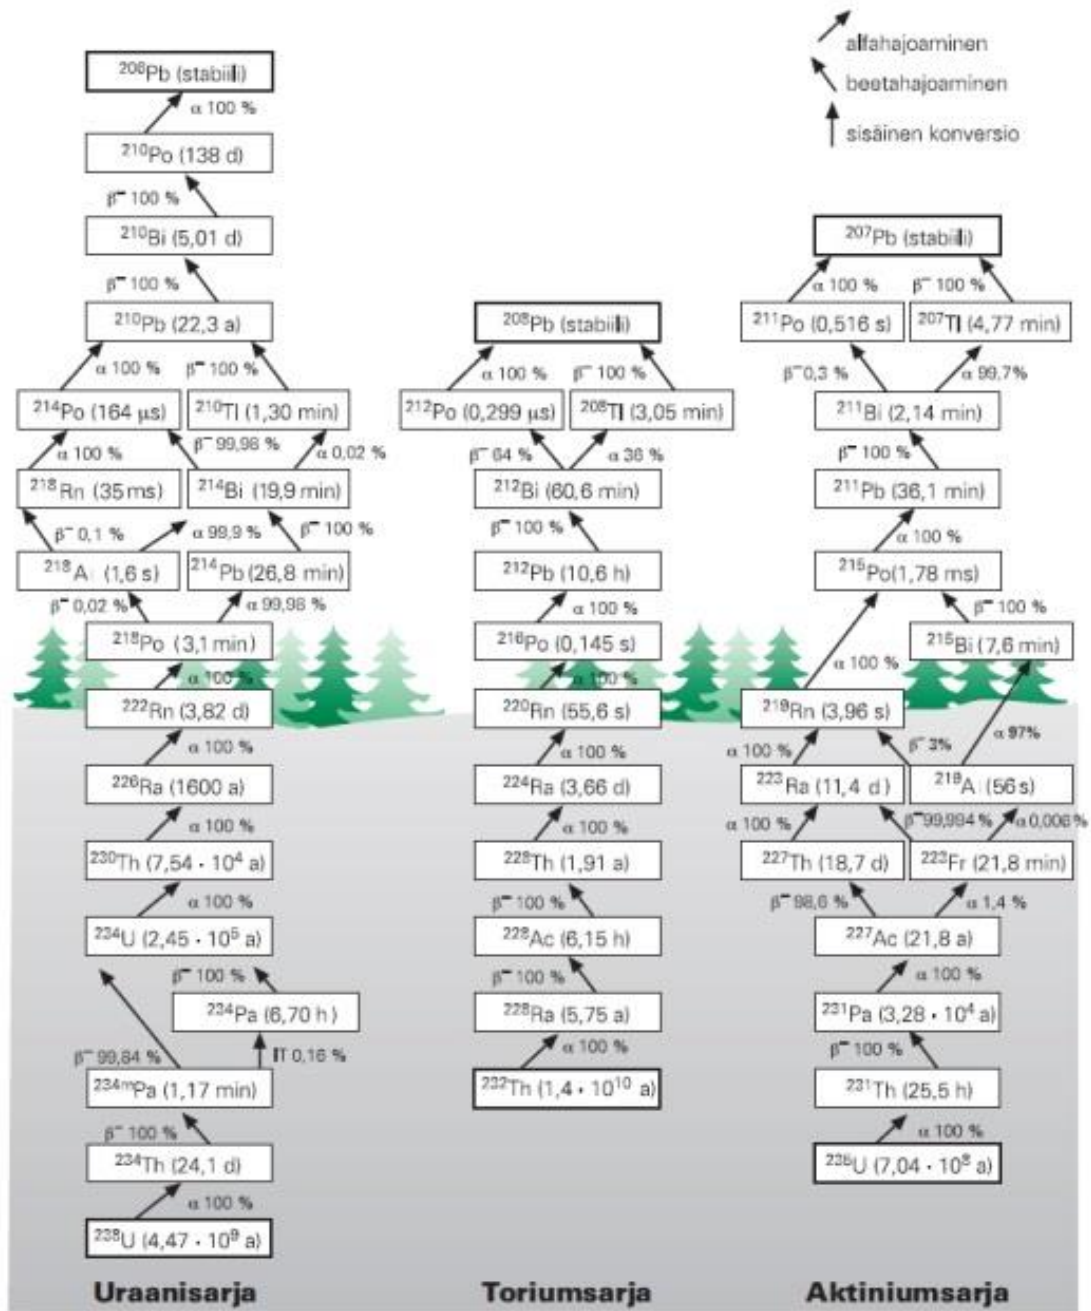 alfahajoaminen
beetahajoaminen
sisäinen konversio
²⁰⁶Pb (stabiili)
α 100 %
²¹⁰Po (138 d)
β⁻ 100 %
²¹⁰Bi (5,01 d)
β⁻ 100 %
²¹⁰Pb (22,3 a)
α 100 % β⁻ 100 %
²¹⁴Po (164 µs) ²¹⁰Tl (1,30 min)
α 100 % β⁻ 99,98 % α 0,02 %
²¹⁸Rn (35 ms) ²¹⁴Bi (19,9 min)
β⁻ 0,1 % α 99,9 % β⁻ 100 %
²¹⁸A (1,6 s) ²¹⁴Pb (26,8 min)
β⁻ 0,02 % α 99,98 %
²¹⁸Po (3,1 min)
α 100 %
²²²Rn (3,82 d)
α 100 %
²²⁶Ra (1600 a)
α 100 %
²³⁰Th (7,54 · 10⁴ a)
α 100 %
²³⁴U (2,45 · 10⁵ a)
β⁻ 100 %
²³⁴Pa (6,70 h)
β⁻ 99,84 % IT 0,16 %
²³⁴ᵐPa (1,17 min)
β⁻ 100 %
²³⁴Th (24,1 d)
α 100 %
²³⁸U (4,47 · 10⁹ a)
Uraanisarja
²⁰⁸Pb (stabiili)
α 100 % β⁻ 100 %
²¹²Po (0,299 µs) ²⁰⁸Tl (3,05 min)
β⁻ 64 % α 36 %
²¹²Bi (60,6 min)
β⁻ 100 %
²¹²Pb (10,6 h)
α 100 %
²¹⁶Po (0,145 s)
α 100 %
²²⁰Rn (55,6 s)
α 100 %
²²⁴Ra (3,66 d)
α 100 %
²²⁸Th (1,91 a)
β⁻ 100 %
²²⁸Ac (6,15 h)
β⁻ 100 %
²²⁸Ra (5,75 a)
α 100 %
²³²Th (1,4 · 10¹⁰ a)
Toriumsarja
²⁰⁷Pb (stabiili)
α 100 % β⁻ 100 %
²¹¹Po (0,516 s) ²⁰⁷Tl (4,77 min)
β⁻ 0,3 % α 99,7%
²¹¹Bi (2,14 min)
β⁻ 100 %
²¹¹Pb (36,1 min)
α 100 %
²¹⁵Po(1,78 ms)
β⁻ 100 %
²¹⁵Bi (7,6 min)
α 100 %
²¹⁹Rn (3,96 s)
α 100 % β⁻ 3% α 97%
²²³Ra (11,4 d) ²¹⁹A (56 s)
α 100 % β⁻99,994 % α 0,006 %
²²⁷Th (18,7 d) ²²³Fr (21,8 min)
β⁻ 98,6 % α 1,4 %
²²⁷Ac (21,8 a)
α 100 %
²³¹Pa (3,28 · 10⁴ a)
β⁻ 100 %
²³¹Th (25,5 h)
α 100 %
²³⁵U (7,04 · 10⁸ a)
Aktiniumsarja